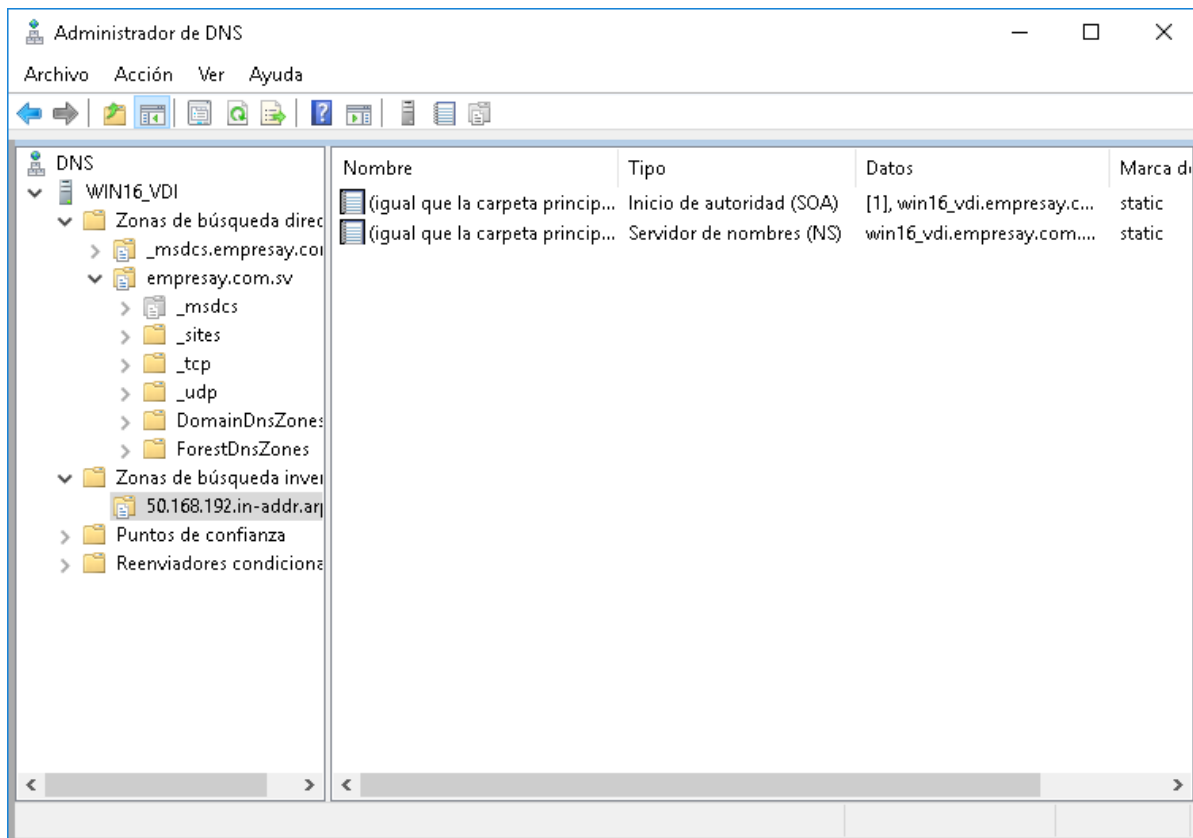 Administrador de DNS
Archivo Acción Ver Ayuda
DNS
WIN16_VDI
Zonas de búsqueda direc
_msdcs.empresay.co
empresay.com.sv
_msdcs
_sites
_tcp
_udp
DomainDnsZones
ForestDnsZones
Zonas de búsqueda inver
50.168.192.in-addr.arp
Puntos de confianza
Reenviadores condiciona
Nombre Tipo Datos Marca de
(igual que la carpeta princip... Inicio de autoridad (SOA) [1], win16_vdi.empresay.c... static
(igual que la carpeta princip... Servidor de nombres (NS) win16_vdi.empresay.com.... static